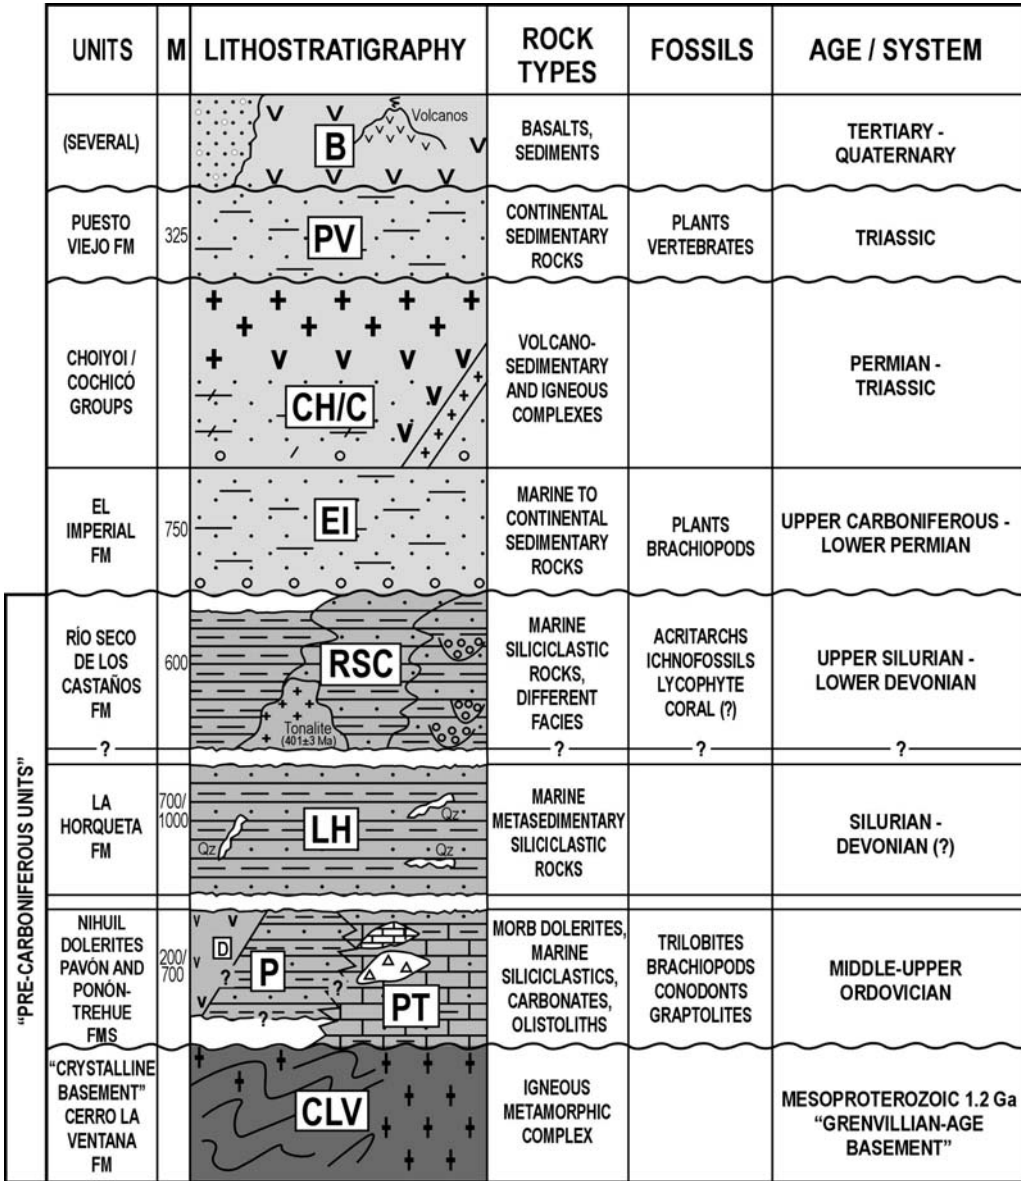 UNITS
M
LITHOSTRATIGRAPHY
ROCK
TYPES
FOSSILS
AGE / SYSTEM
(SEVERAL)
V V
Volcanos
V V V V
B
V
V V V V
BASALTS,
SEDIMENTS
TERTIARY -
QUATERNARY
PUESTO
VIEJO FM
325
PV
CONTINENTAL
SEDIMENTARY
ROCKS
PLANTS
VERTEBRATES
TRIASSIC
CHOIYOI /
COCHICÓ
GROUPS
V V V V
CH/C
V
V
VOLCANO-
SEDIMENTARY
AND IGNEOUS
COMPLEXES
PERMIAN -
TRIASSIC
EL
IMPERIAL
FM
750
EI
MARINE TO
CONTINENTAL
SEDIMENTARY
ROCKS
PLANTS
BRACHIOPODS
UPPER CARBONIFEROUS -
LOWER PERMIAN
"PRE-CARBONIFEROUS UNITS"
RÍO SECO
DE LOS
CASTAÑOS
FM
600
RSC
Tonalite
(401±3 Ma)
MARINE
SILICICLASTIC
ROCKS,
DIFFERENT
FACIES
ACRITARCHS
ICHNOFOSSILS
LYCOPHYTE
CORAL (?)
UPPER SILURIAN -
LOWER DEVONIAN
? ? ? ?
LA
HORQUETA
FM
700/
1000
LH
Qz
Qz
Qz
MARINE
METASEDIMENTARY
SILICICLASTIC
ROCKS
SILURIAN -
DEVONIAN (?)
NIHUIL
DOLERITES
PAVÓN AND
PONÓN-
TREHUE
FMS
200/
700
V V
D
V
?
V
P
?
?
PT
MORB DOLERITES,
MARINE
SILICICLASTICS,
CARBONATES,
OLISTOLITHS
TRILOBITES
BRACHIOPODS
CONODONTS
GRAPTOLITES
MIDDLE-UPPER
ORDOVICIAN
"CRYSTALLINE
BASEMENT"
CERRO LA
VENTANA
FM
CLV
IGNEOUS
METAMORPHIC
COMPLEX
MESOPROTEROZOIC 1.2 Ga
"GRENVILLIAN-AGE
BASEMENT"